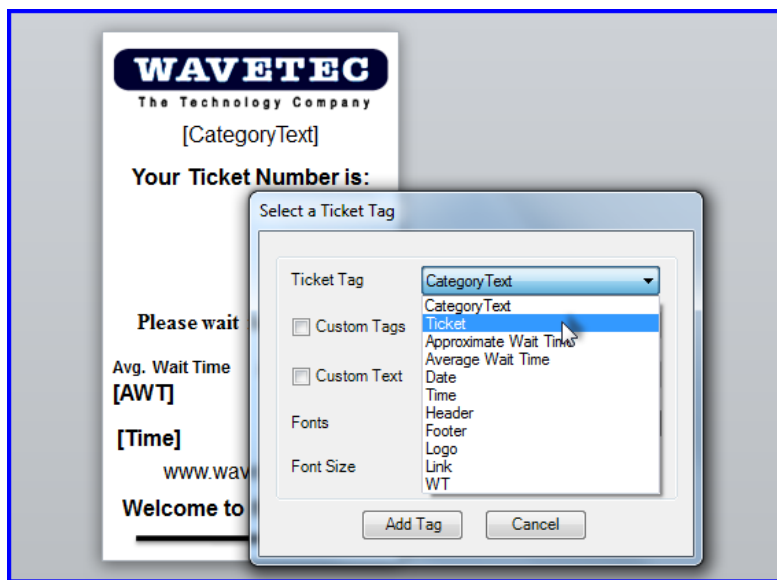 WAVETEC
The Technology Company
[CategoryText]
Your Ticket Number is:
Please wait
Avg. Wait Time
[AWT]
[Time]
www.wav
Welcome to
Select a Ticket Tag
Ticket Tag
CategoryText
CategoryText
Ticket
Approximate Wait Time
Average Wait Time
Date
Time
Header
Footer
Logo
Link
WT
Custom Tags
Custom Text
Fonts
Font Size
Add Tag
Cancel